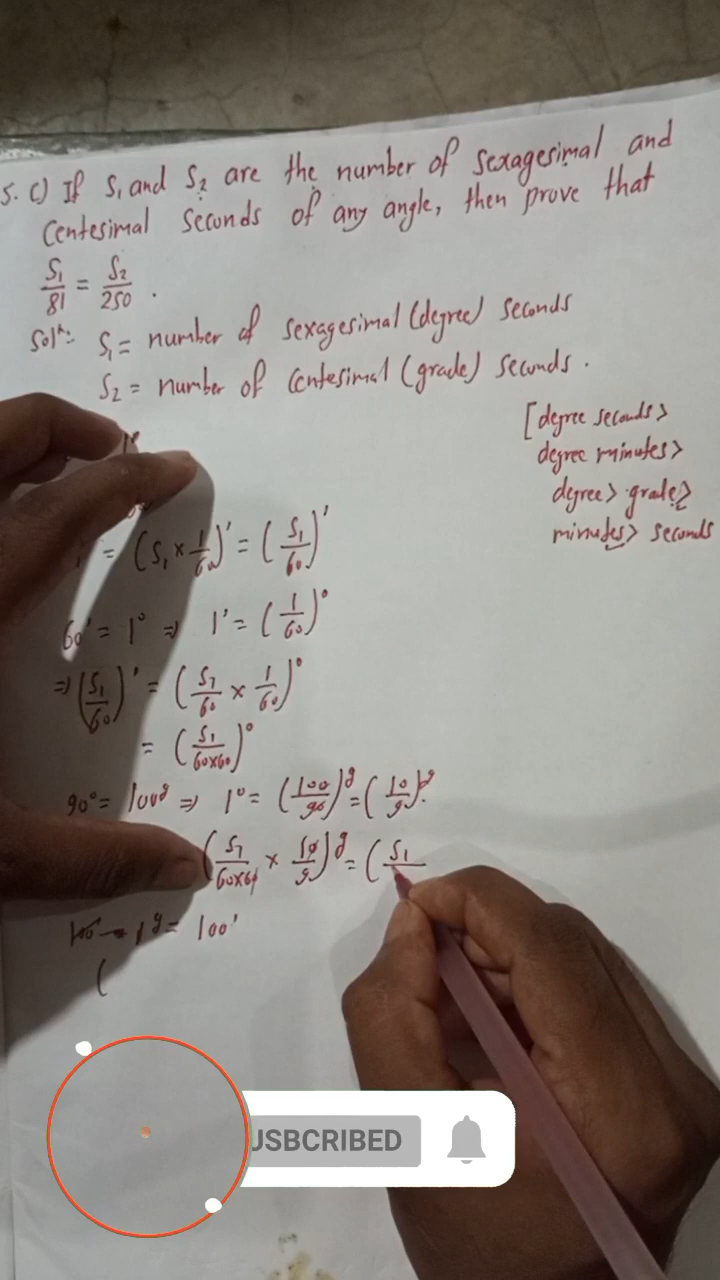 5. c) If S₁ and S₂ are the number of sexagesimal and
Centesimal Seconds of any angle, then prove that
S₁/81 = S₂/250 .
Solⁿ: S₁ = number of sexagesimal (degree) seconds
S₂ = number of Centesimal (grade) seconds .
[degree seconds >
degree minutes >
degree > grade >
minutes > seconds
= (S₁ × 1/60)' = (S₁/60)'
60' = 1° ⇒ 1' = (1/60)°
⇒ (S₁/60)' = (S₁/60 × 1/60)°
= (S₁/60×60)°
90° = 100g ⇒ 1° = (100/90)g = (10/9)g.
(S₁/60×60 × 10/9)g = (S₁
1g = 100'
(
USBCRIBED